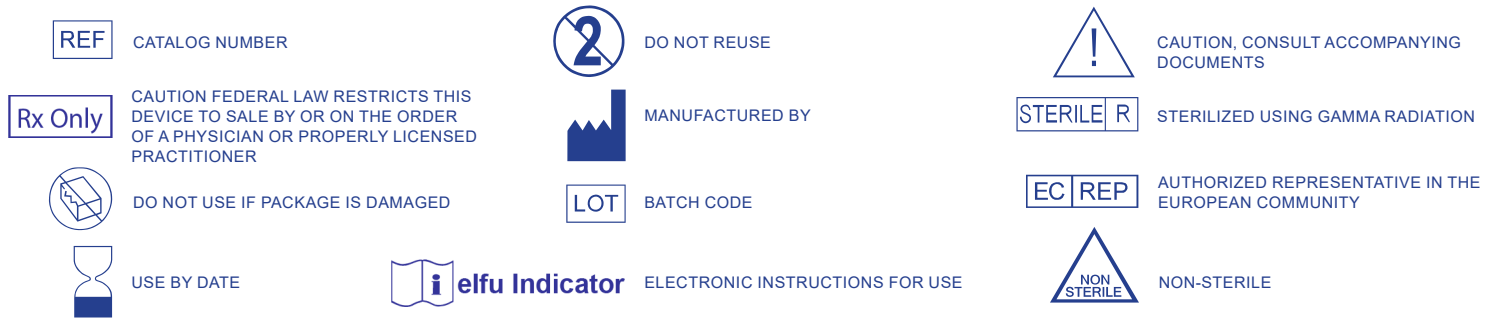 REF
CATALOG NUMBER
Rx Only
CAUTION FEDERAL LAW RESTRICTS THIS
DEVICE TO SALE BY OR ON THE ORDER
OF A PHYSICIAN OR PROPERLY LICENSED
PRACTITIONER
DO NOT USE IF PACKAGE IS DAMAGED
USE BY DATE
2
DO NOT REUSE
MANUFACTURED BY
LOT
BATCH CODE
i
elfu Indicator
ELECTRONIC INSTRUCTIONS FOR USE
!
CAUTION, CONSULT ACCOMPANYING
DOCUMENTS
STERILE R
STERILIZED USING GAMMA RADIATION
EC REP
AUTHORIZED REPRESENTATIVE IN THE
EUROPEAN COMMUNITY
NON
STERILE
NON-STERILE